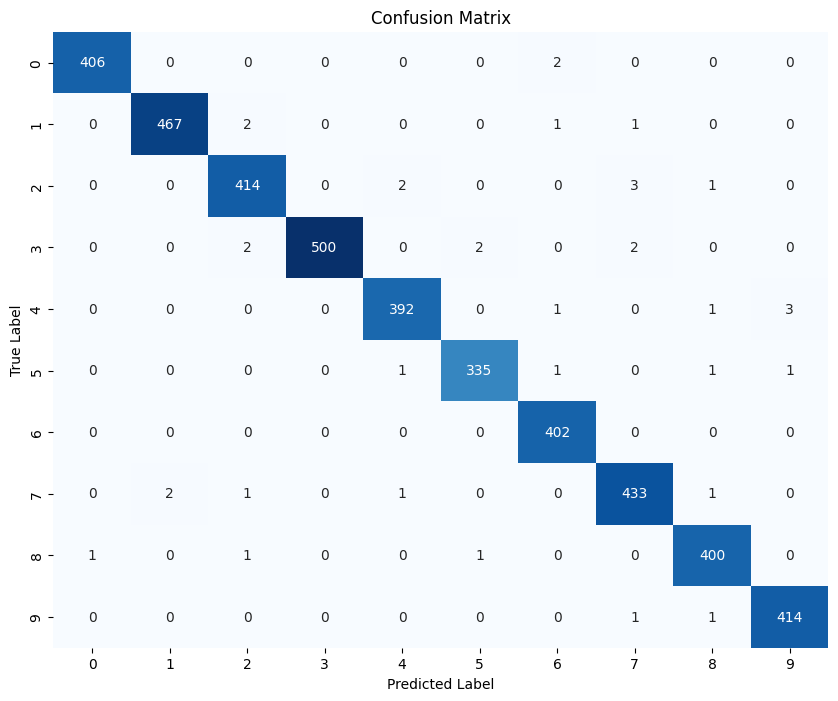 Confusion Matrix
0 406 0 0 0 0 0 2 0 0 0
1 0 467 2 0 0 0 1 1 0 0
2 0 0 414 0 2 0 0 3 1 0
3 0 0 2 500 0 2 0 2 0 0
4 0 0 0 0 392 0 1 0 1 3
5 0 0 0 0 1 335 1 0 1 1
6 0 0 0 0 0 0 402 0 0 0
7 0 2 1 0 1 0 0 433 1 0
8 1 0 1 0 0 1 0 0 400 0
9 0 0 0 0 0 0 0 1 1 414
0 1 2 3 4 5 6 7 8 9
True Label
Predicted Label